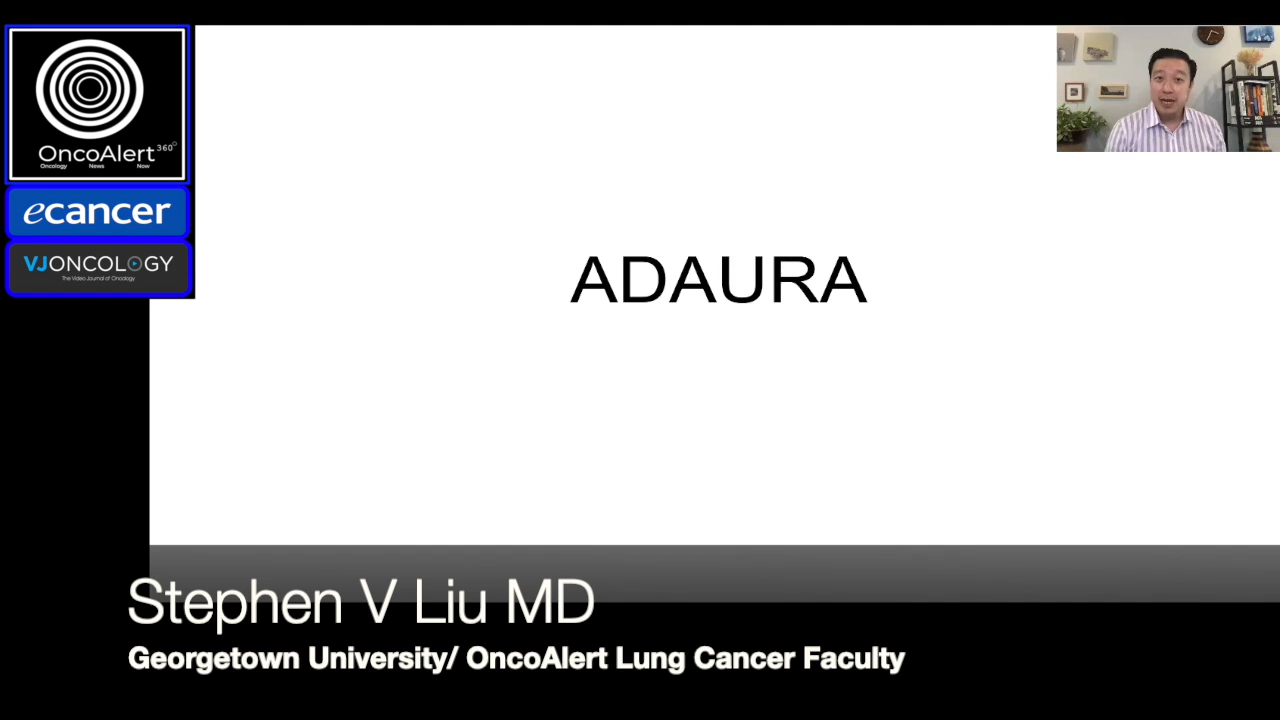 OncoAlert 360°
Oncology News Now
ecancer
VJONCOLOGY
The Video Journal of Oncology
ADAURA
Stephen V Liu MD
Georgetown University/ OncoAlert Lung Cancer Faculty